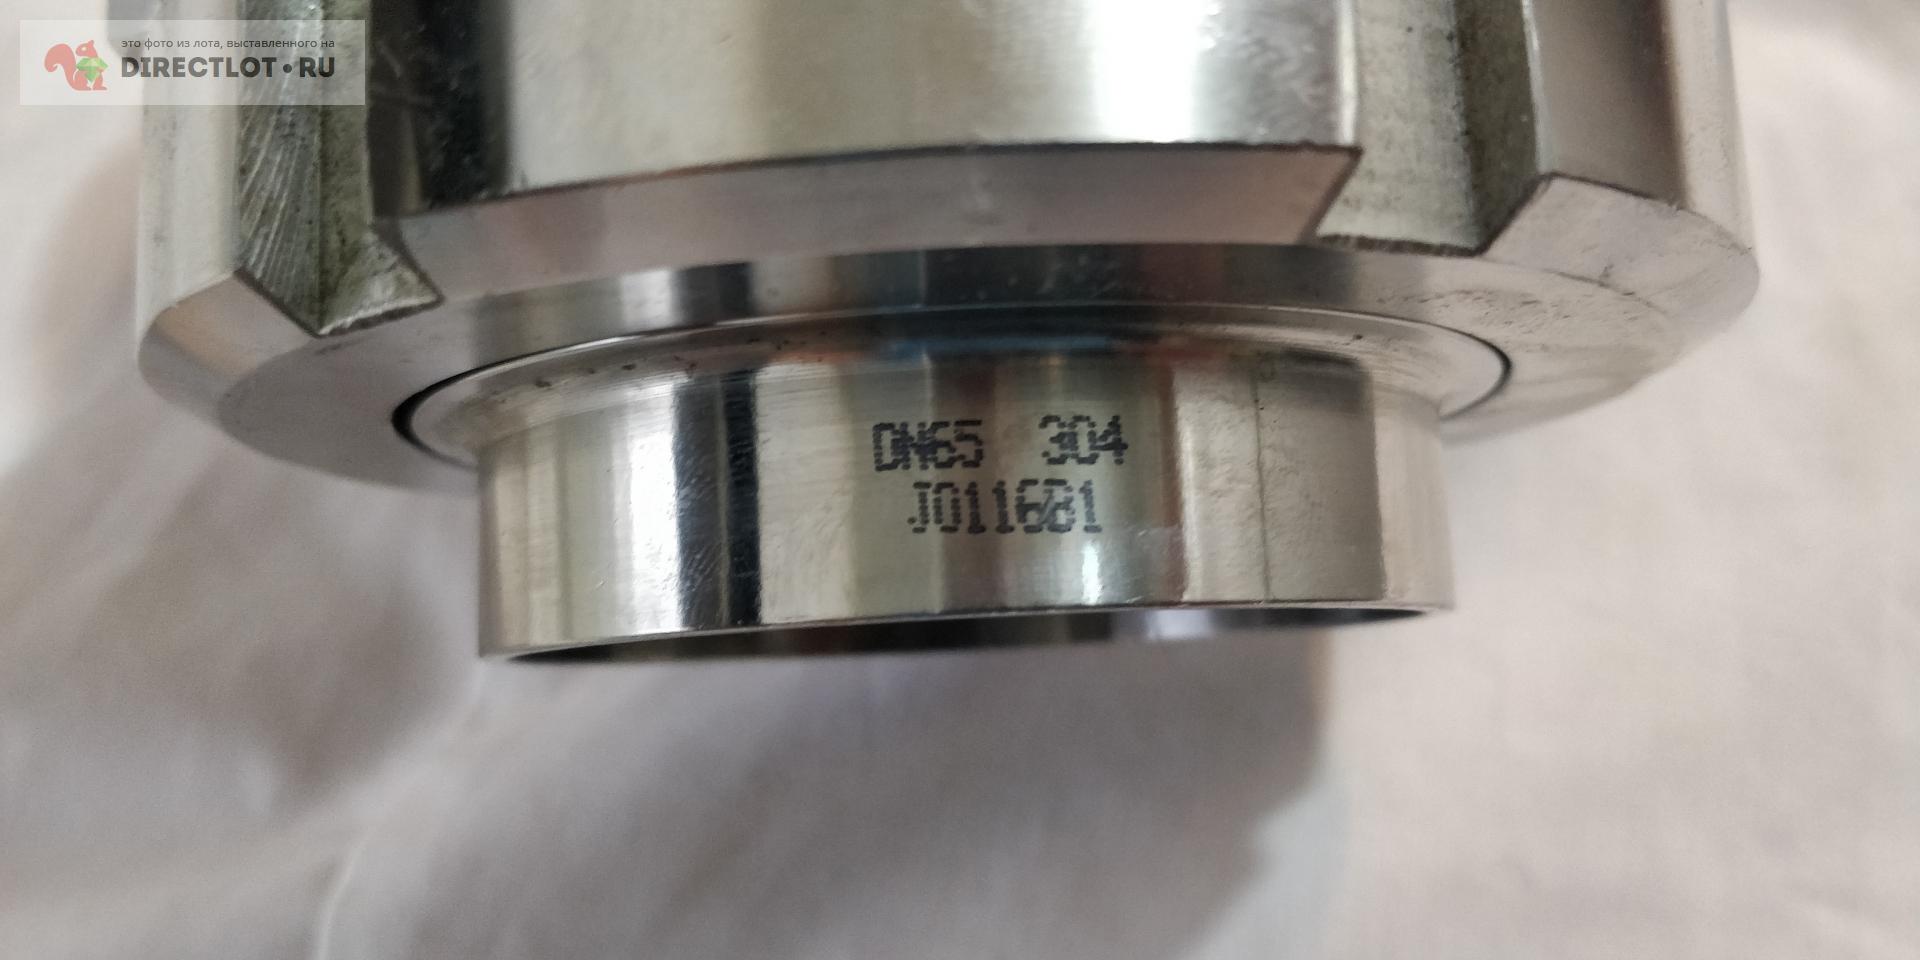 это фото из лота, выставленного на
DIRECTLOT•RU
DN65 304
J011681